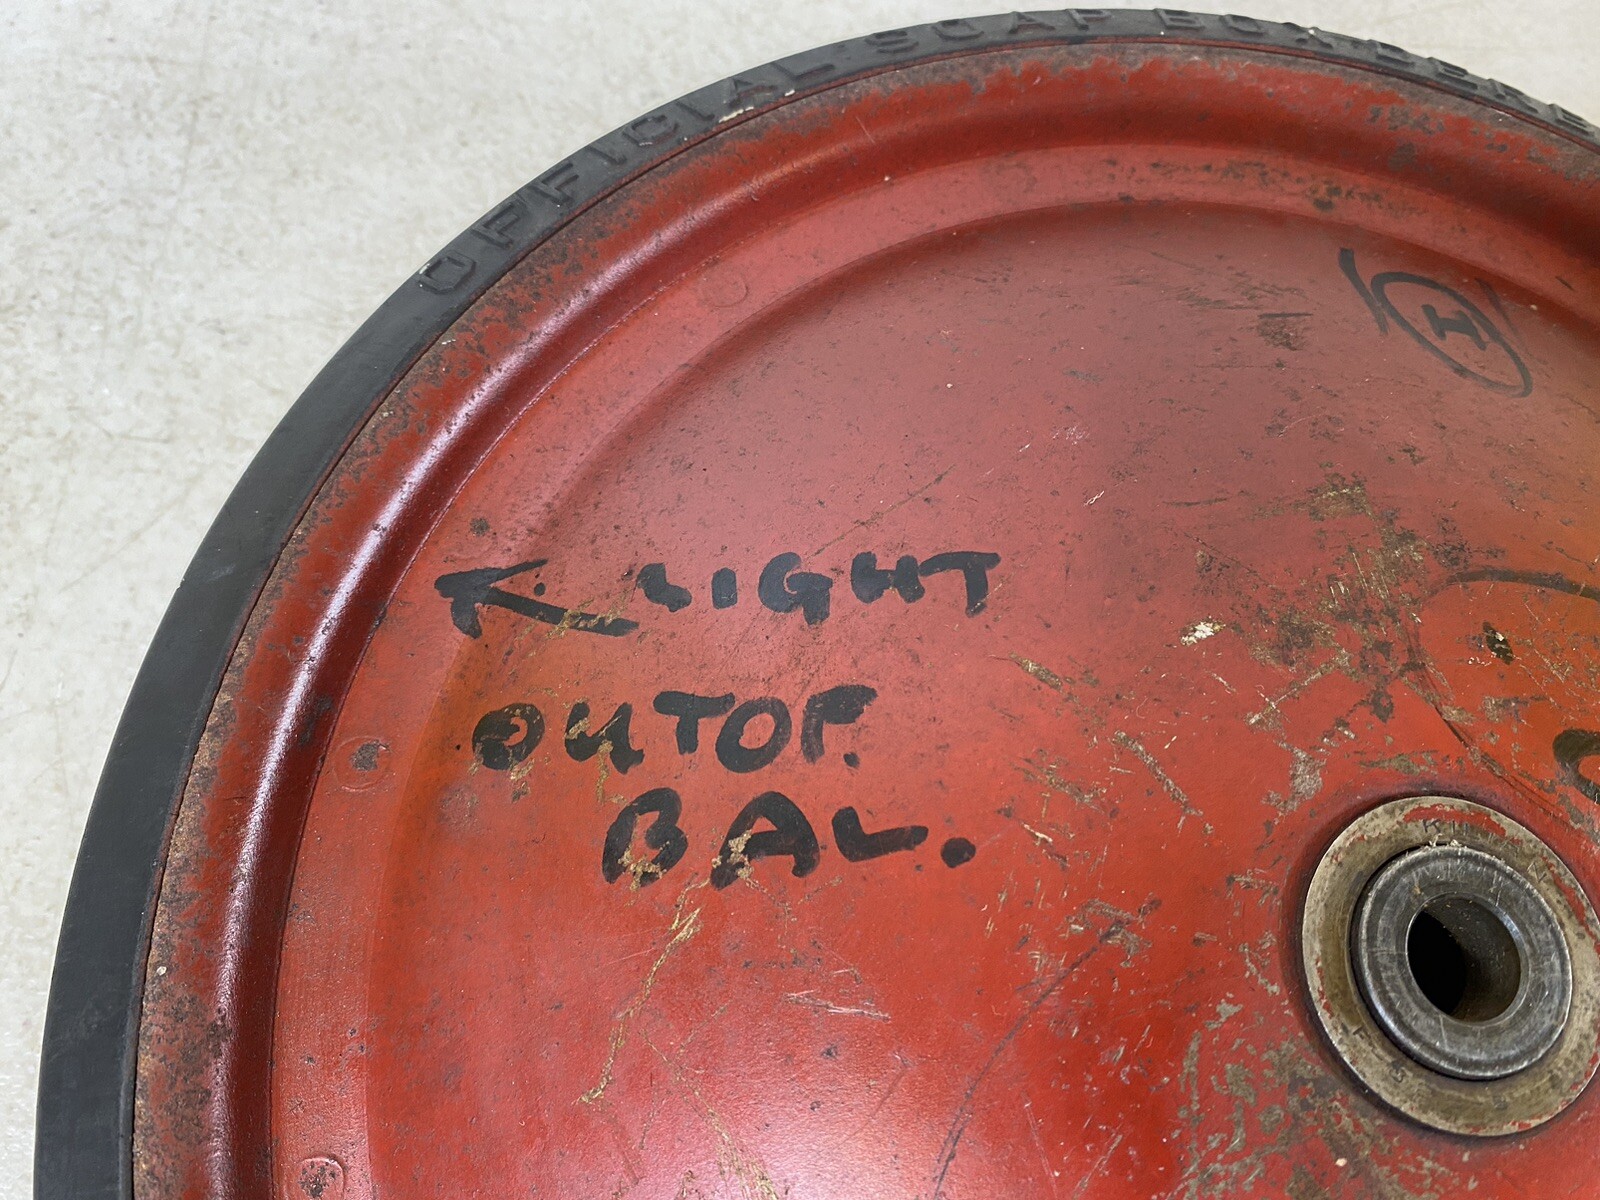 OFFICIAL SOAP BOX DERBY
K. LIGHT
OUT OF
BAL.
I